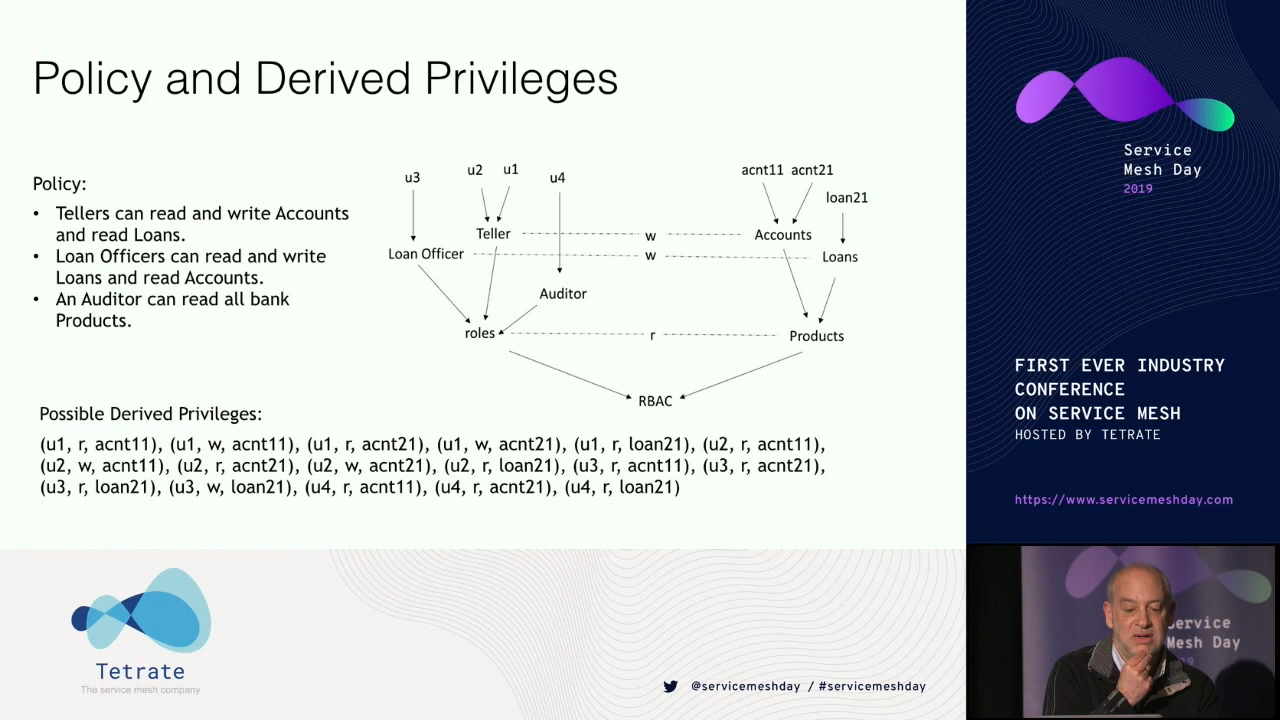 Policy and Derived Privileges
Policy:
• Tellers can read and write Accounts
and read Loans.
• Loan Officers can read and write
Loans and read Accounts.
• An Auditor can read all bank
Products.
u3
u2
u1
u4
acnt11
acnt21
loan21
Teller
w
Accounts
Loan Officer
w
Loans
Auditor
roles
r
Products
RBAC
Possible Derived Privileges:
(u1, r, acnt11), (u1, w, acnt11), (u1, r, acnt21), (u1, w, acnt21), (u1, r, loan21), (u2, r, acnt11),
(u2, w, acnt11), (u2, r, acnt21), (u2, w, acnt21), (u2, r, loan21), (u3, r, acnt11), (u3, r, acnt21),
(u3, r, loan21), (u3, w, loan21), (u4, r, acnt11), (u4, r, acnt21), (u4, r, loan21)
Service
Mesh Day
2019
FIRST EVER INDUSTRY
CONFERENCE
ON SERVICE MESH
HOSTED BY TETRATE
https://www.servicemeshday.com
Tetrate
The service mesh company
@servicemeshday / #servicemeshday
Service
Mesh Day